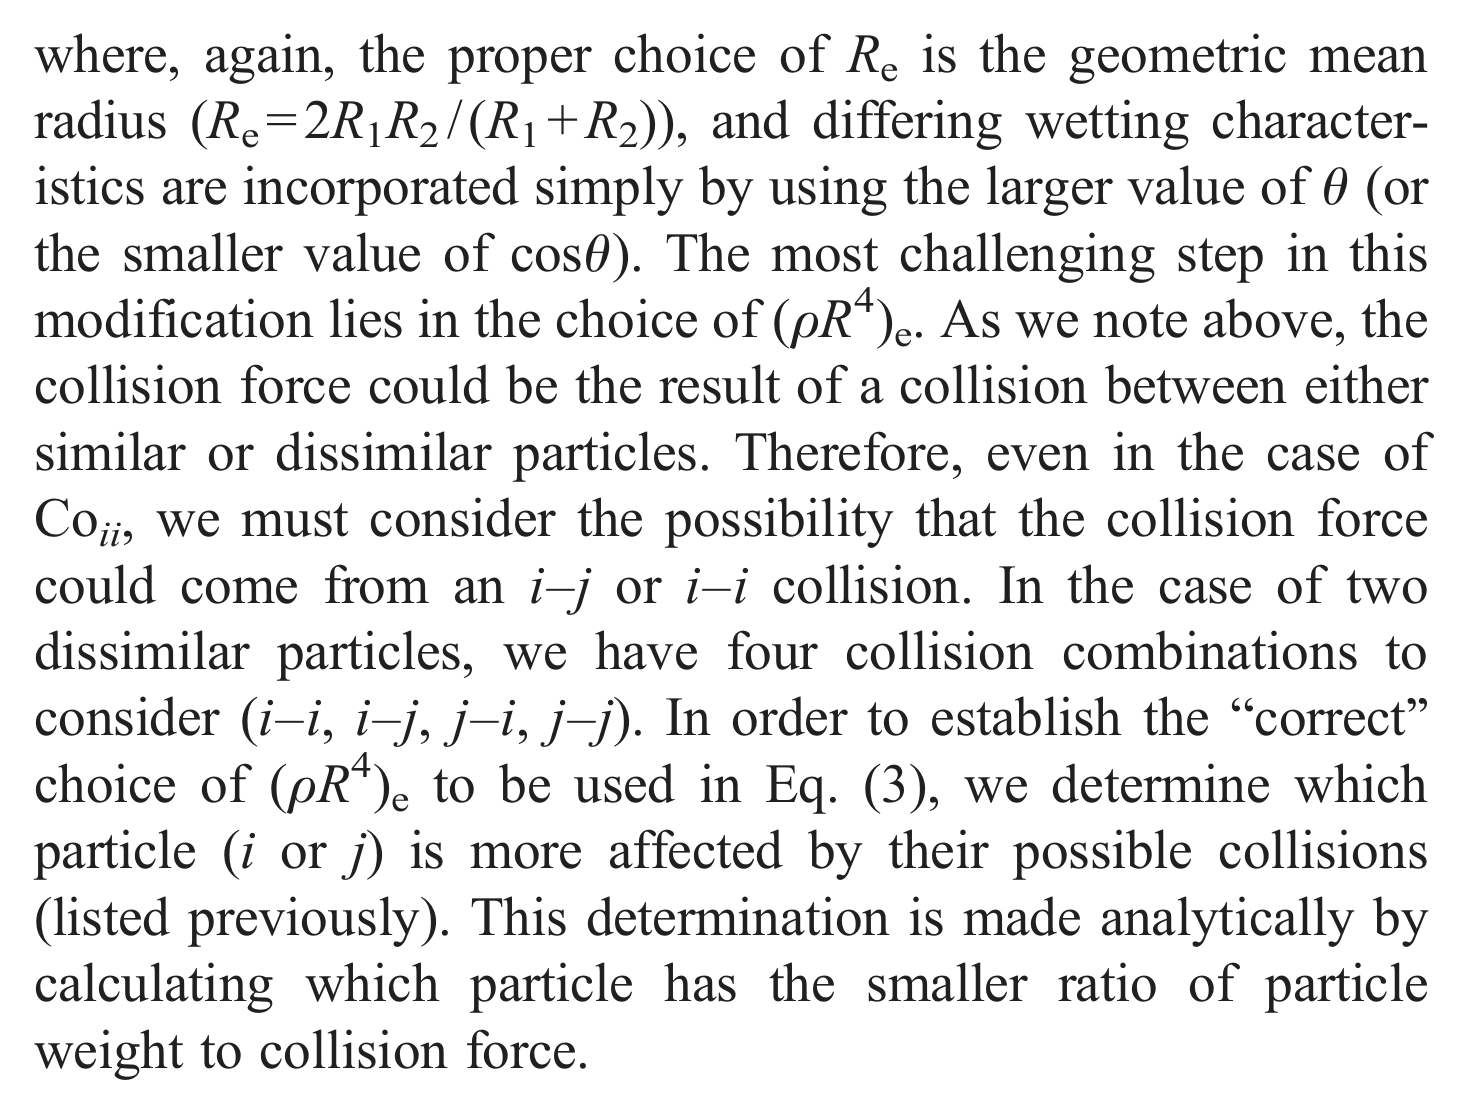 where, again, the proper choice of Rₑ is the geometric mean
radius (Rₑ=2R₁R₂/(R₁+R₂)), and differing wetting character-
istics are incorporated simply by using the larger value of θ (or
the smaller value of cosθ). The most challenging step in this
modification lies in the choice of (ρR⁴)ₑ. As we note above, the
collision force could be the result of a collision between either
similar or dissimilar particles. Therefore, even in the case of
Coᵢᵢ, we must consider the possibility that the collision force
could come from an i–j or i–i collision. In the case of two
dissimilar particles, we have four collision combinations to
consider (i–i, i–j, j–i, j–j). In order to establish the “correct”
choice of (ρR⁴)ₑ to be used in Eq. (3), we determine which
particle (i or j) is more affected by their possible collisions
(listed previously). This determination is made analytically by
calculating which particle has the smaller ratio of particle
weight to collision force.